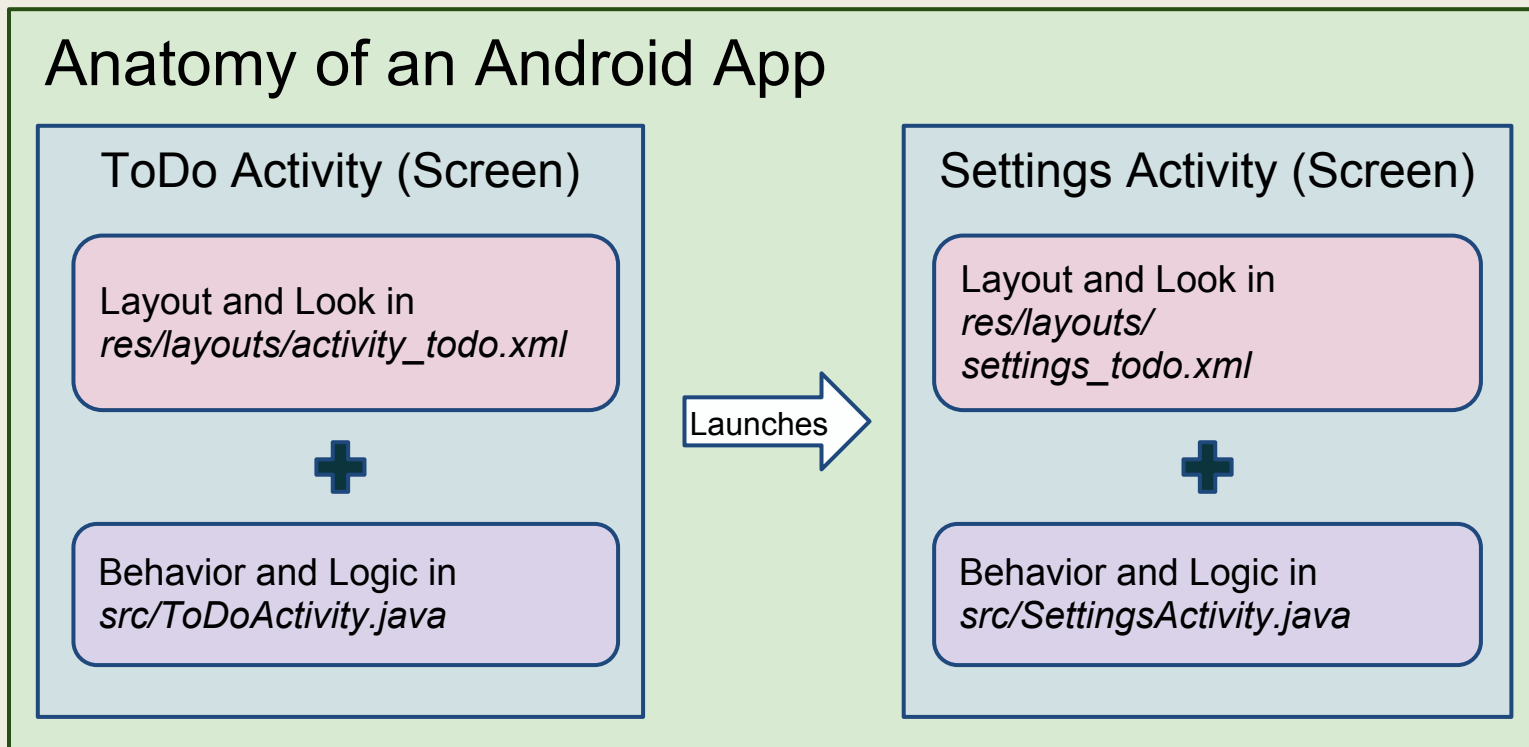 Anatomy of an Android App
ToDo Activity (Screen)
Layout and Look in
res/layouts/activity_todo.xml
Behavior and Logic in
src/ToDoActivity.java
Launches
Settings Activity (Screen)
Layout and Look in
res/layouts/
settings_todo.xml
Behavior and Logic in
src/SettingsActivity.java